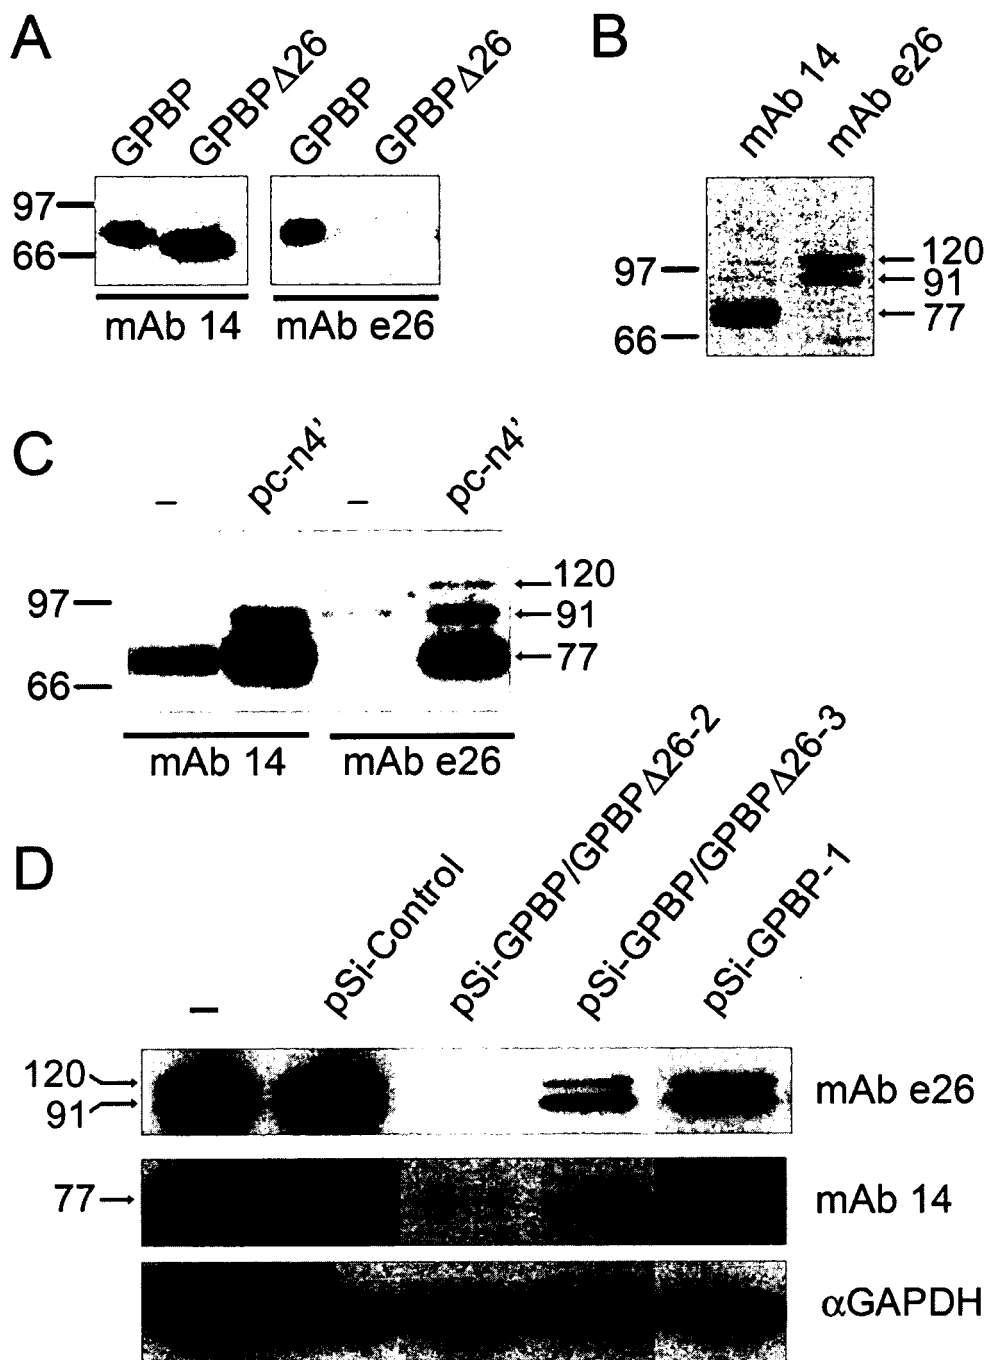 A
GPBP
GPBPΔ26
GPBP
GPBPΔ26
97
66
mAb 14
mAb e26
B
mAb 14
mAb e26
97
66
120
91
77
C
–
pc-n4'
–
pc-n4'
97
66
120
91
77
mAb 14
mAb e26
D
–
pSi-Control
pSi-GPBP/GPBPΔ26-2
pSi-GPBP/GPBPΔ26-3
pSi-GPBP-1
120
91
mAb e26
77
mAb 14
αGAPDH